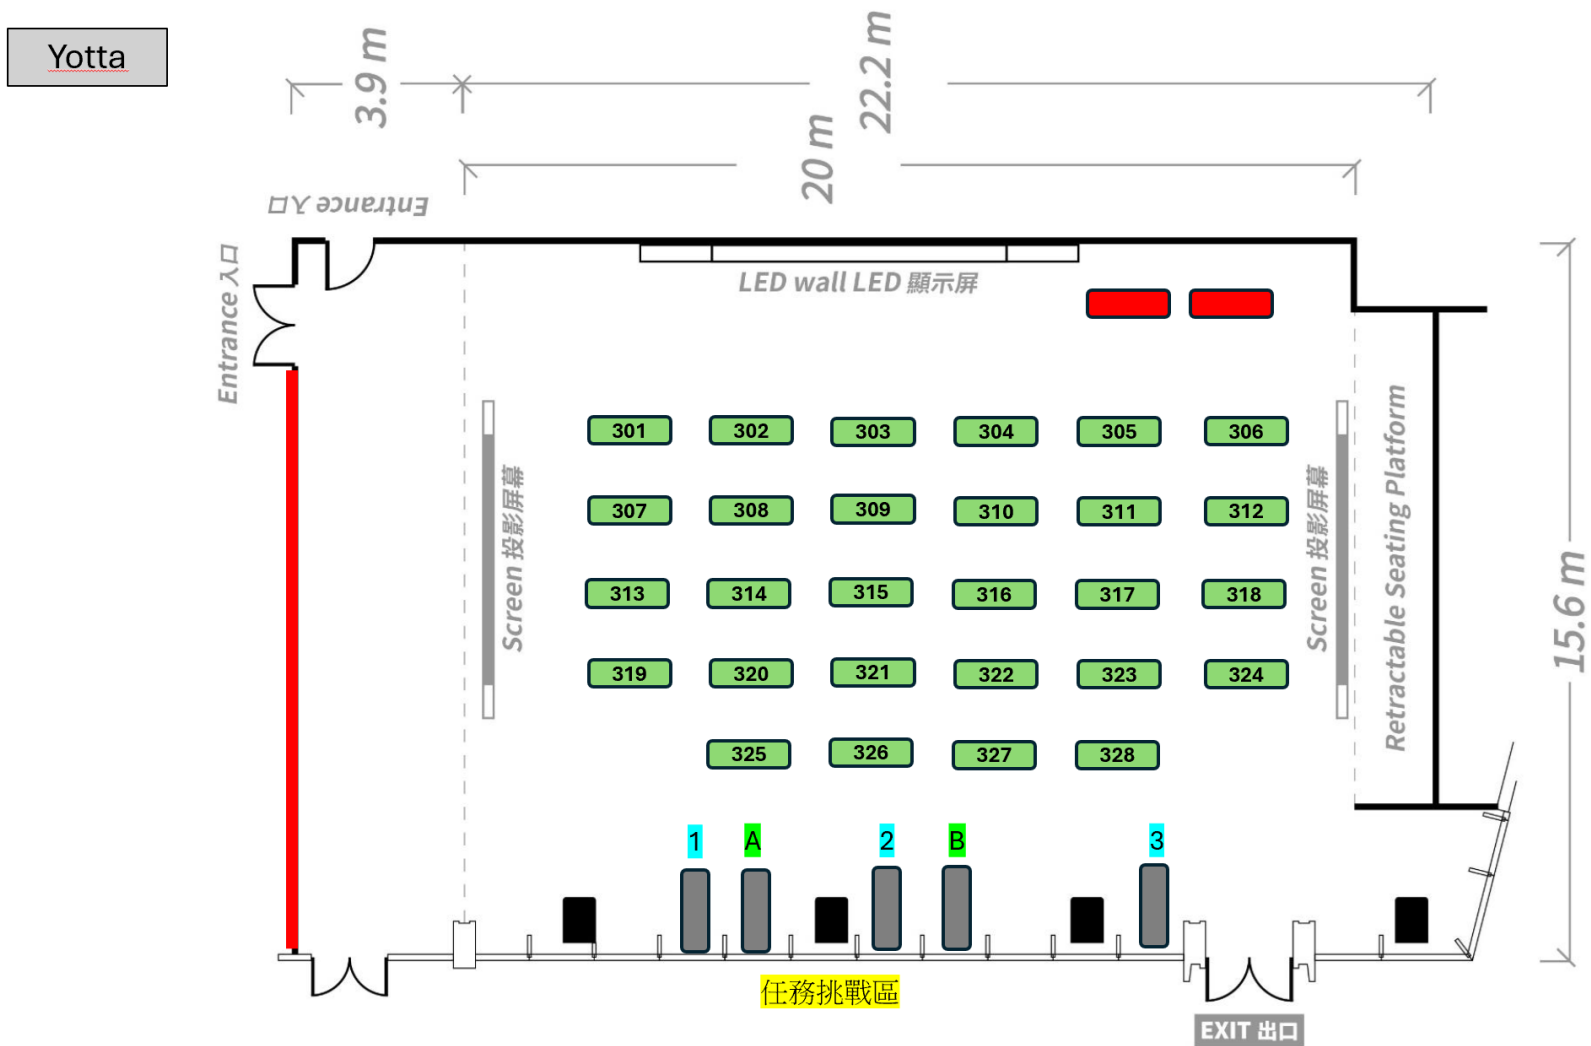 Yotta
3.9 m
22.2 m
20 m
Entrance 入口
Entrance 入口
LED wall LED 顯示屏
301 302 303 304 305 306
307 308 309 310 311 312
313 314 315 316 317 318
319 320 321 322 323 324
325 326 327 328
Screen 投影屏幕
Screen 投影屏幕
Retractable Seating Platform
15.6 m
1 A 2 B 3
任務挑戰區
EXIT 出口